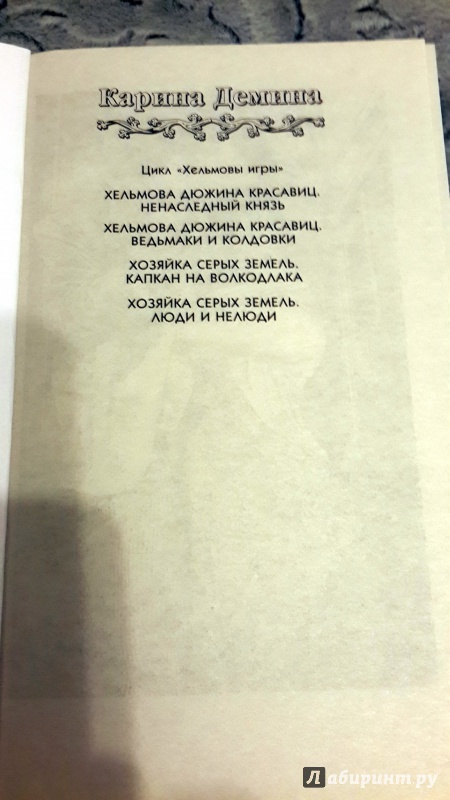 Карина Демина
Цикл «Хельмовы игры»
ХЕЛЬМОВА ДЮЖИНА КРАСАВИЦ.
НЕНАСЛЕДНЫЙ КНЯЗЬ
ХЕЛЬМОВА ДЮЖИНА КРАСАВИЦ.
ВЕДЬМАКИ И КОЛДОВКИ
ХОЗЯЙКА СЕРЫХ ЗЕМЕЛЬ.
КАПКАН НА ВОЛКОДЛАКА
ХОЗЯЙКА СЕРЫХ ЗЕМЕЛЬ.
ЛЮДИ И НЕЛЮДИ
Лабиринт.ру